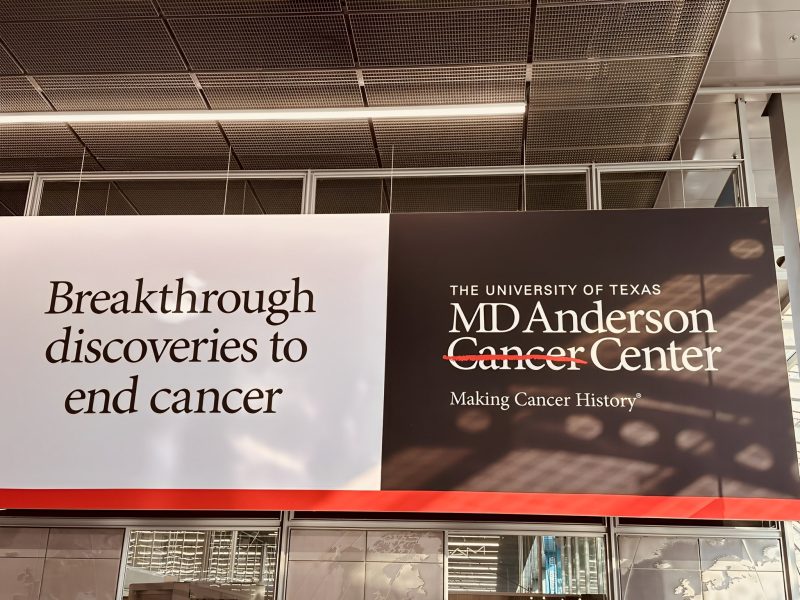 Breakthrough
discoveries to
end cancer
THE UNIVERSITY OF TEXAS
MD Anderson
Cancer Center
Making Cancer History®